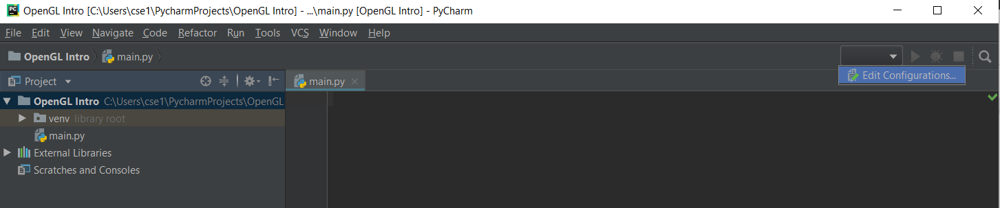 PC OpenGL Intro [C:\Users\cse1\PycharmProjects\OpenGL Intro] - ...\main.py [OpenGL Intro] - PyCharm
File Edit View Navigate Code Refactor Run Tools VCS Window Help
OpenGL Intro main.py
Project main.py Edit Configurations...
OpenGL Intro C:\Users\cse1\PycharmProjects\OpenGL
venv library root
main.py
External Libraries
Scratches and Consoles